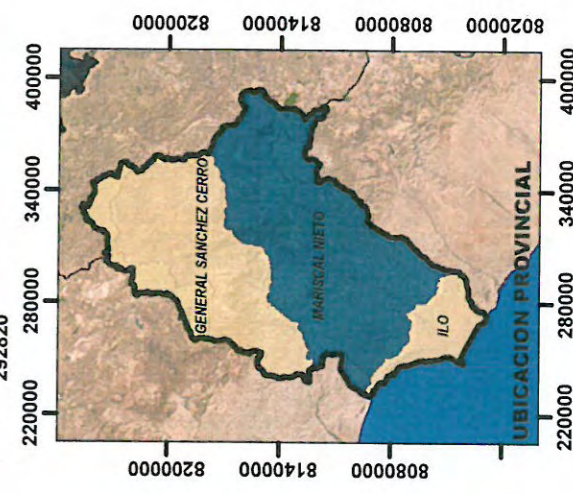 292820
220000 280000 340000 400000
8200000 8200000
GENERAL SANCHEZ CERRO
8140000 8140000
MARISCAL NIETO
8080000 8080000
ILO
8020000
UBICACION PROVINCIAL
220000 280000 340000 400000